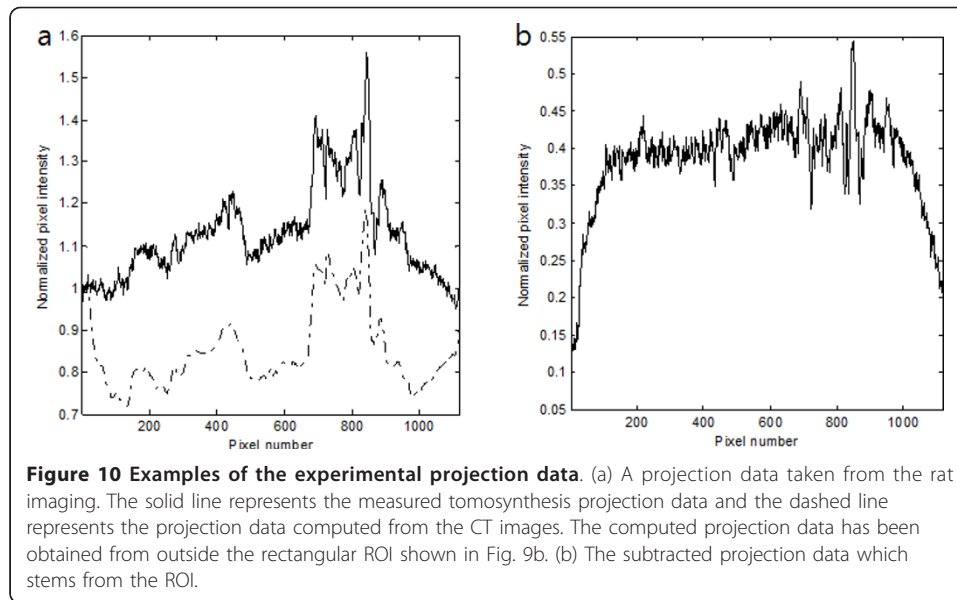 a
1.6
1.5
1.4
1.3
1.2
1.1
1
0.9
0.8
0.7
Normalized pixel intensity
200 400 600 800 1000
Pixel number
b
0.55
0.5
0.45
0.4
0.35
0.3
0.25
0.2
0.15
0.1
0.05
Normalized pixel intensity
200 400 600 800 1000
Pixel number
Figure 10 Examples of the experimental projection data. (a) A projection data taken from the rat
imaging. The solid line represents the measured tomosynthesis projection data and the dashed line
represents the projection data computed from the CT images. The computed projection data has been
obtained from outside the rectangular ROI shown in Fig. 9b. (b) The subtracted projection data which
stems from the ROI.